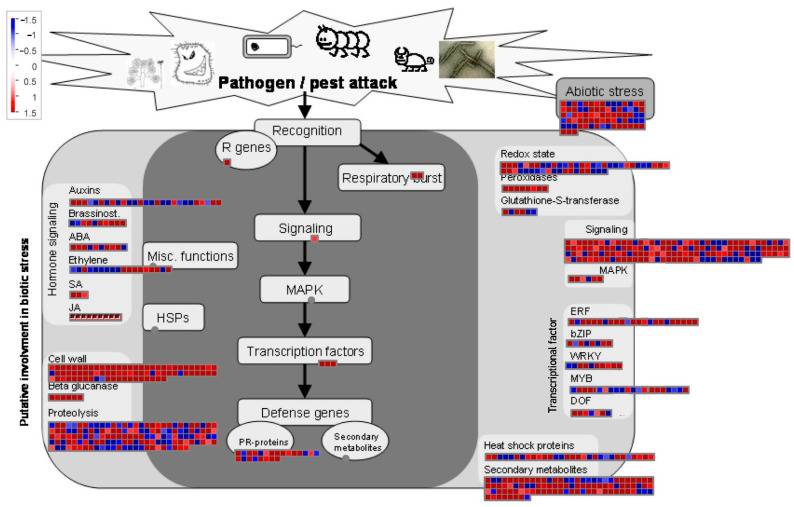 -1.5
-1
-0.5
0
0.5
1
1.5
Pathogen / pest attack
Abiotic stress
Recognition
R genes
Respiratory burst
Redox state
Peroxidases
Glutathione-S-transferase
Putative involvment in biotic stress
Hormone signaling
Auxins
Brassinost.
ABA
Ethylene
SA
JA
Misc. functions
HSPs
Signaling
MAPK
Transcription factors
Defense genes
PR-proteins
Secondary
metabolites
Signaling
MAPK
Transcriptional factor
ERF
bZIP
WRKY
MYB
DOF
...
Cell wall
Beta glucanase
Proteolysis
Heat shock proteins
Secondary metabolites